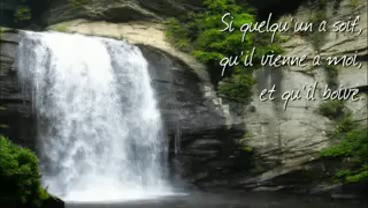 Si quelqu'un a soif,
qu'il vienne à moi,
et qu'il boive.